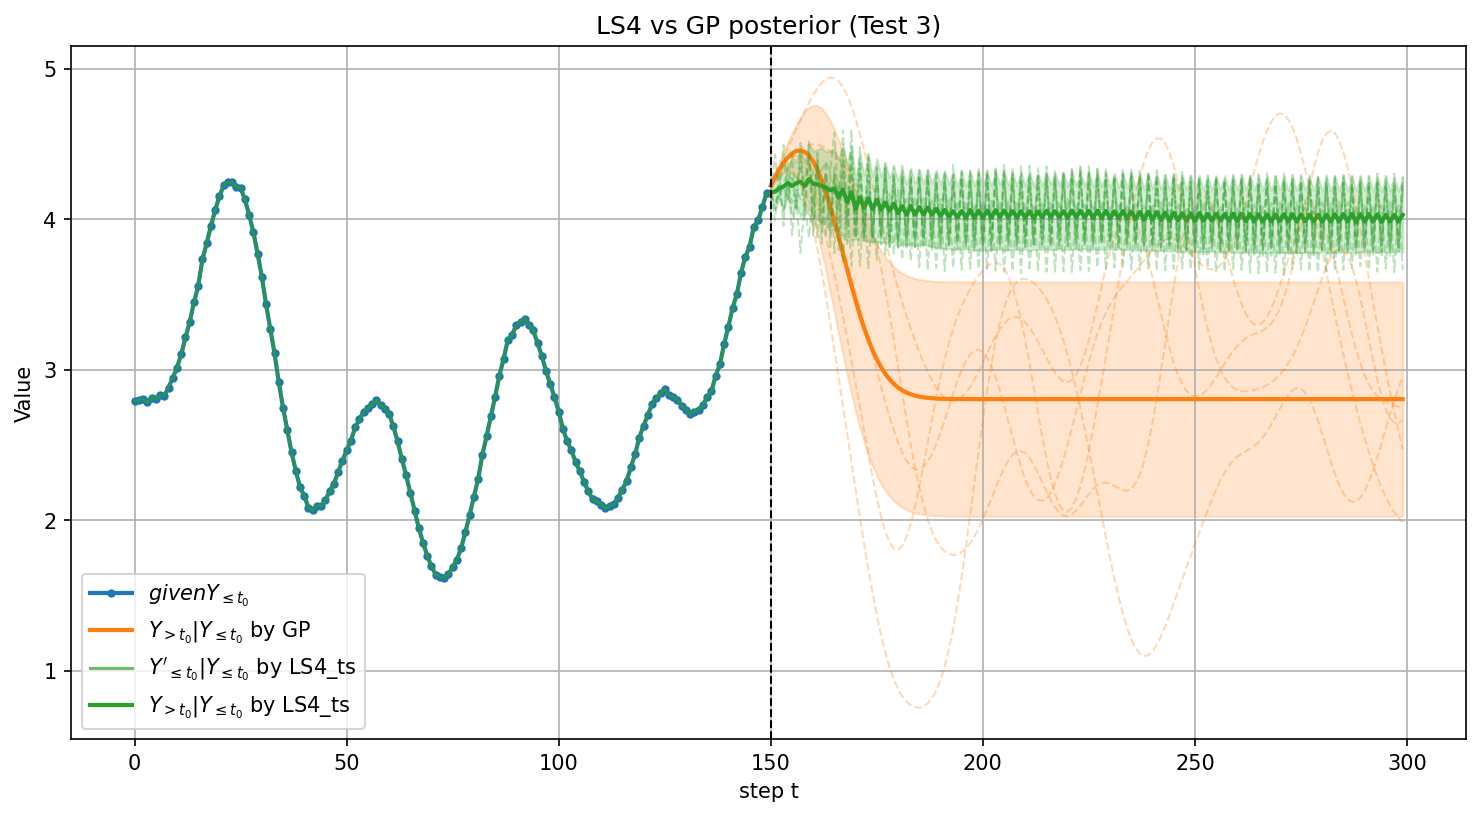 LS4 vs GP posterior (Test 3)
5
4
3
2
1
Value
givenY≤t₀
Y>t₀|Y≤t₀ by GP
Y′≤t₀|Y≤t₀ by LS4_ts
Y>t₀|Y≤t₀ by LS4_ts
0 50 100 150 200 250 300
step t